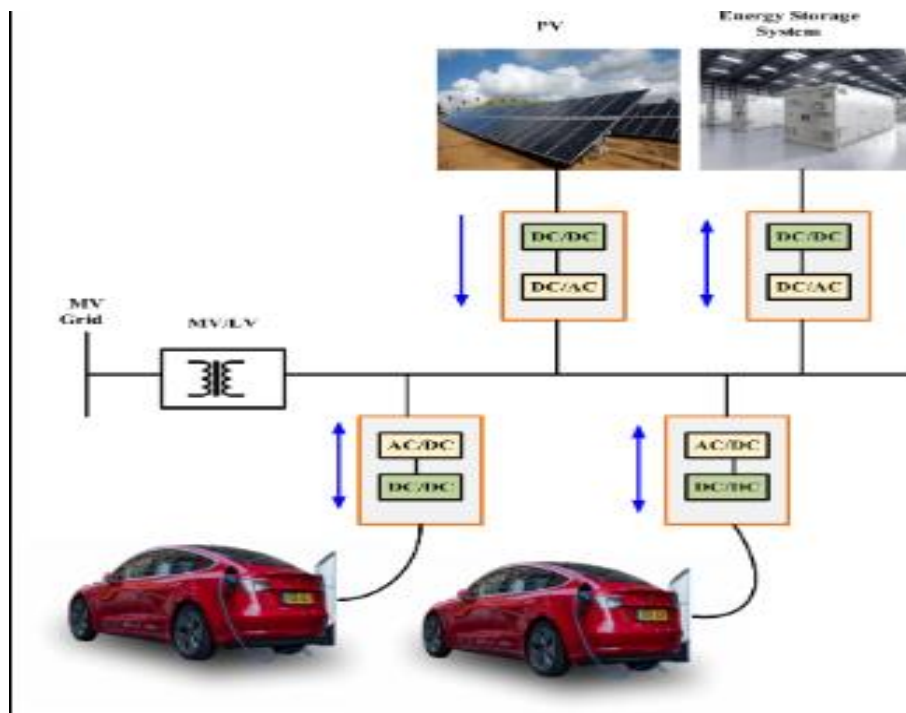 PV
Energy Storage
System
DC/DC
DC/AC
DC/DC
DC/AC
MV
Grid
MV/LV
AC/DC
DC/DC
AC/DC
DC/DC